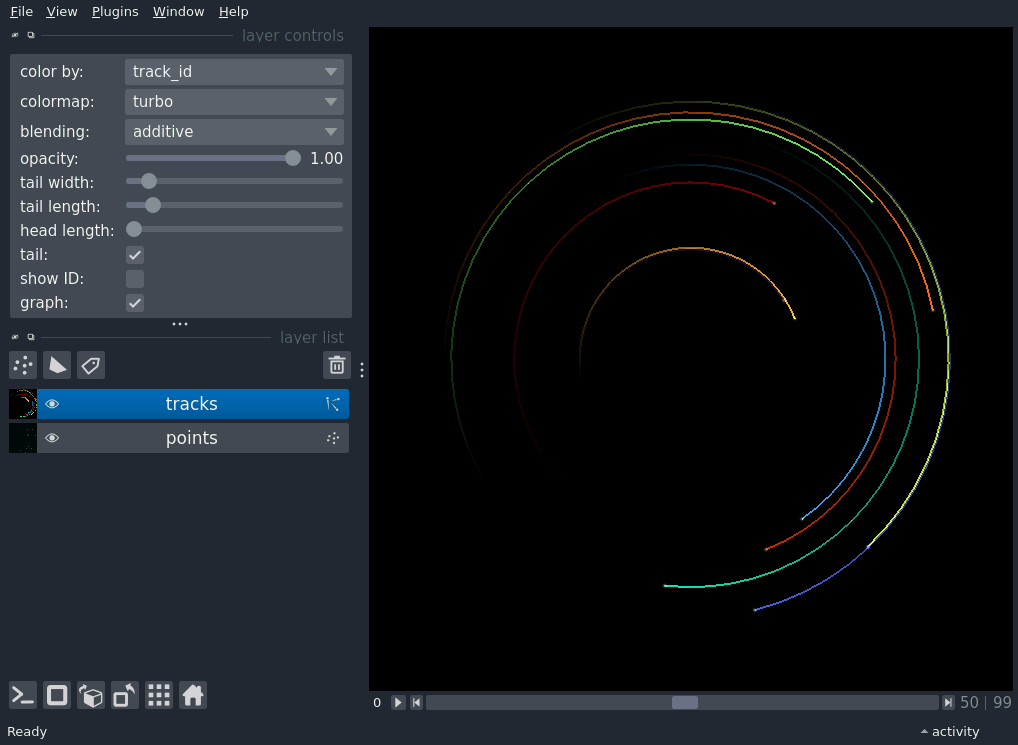 File View Plugins Window Help
layer controls
color by: track_id
colormap: turbo
blending: additive
opacity: 1.00
tail width:
tail length:
head length:
tail:
show ID:
graph:
layer list
tracks
points
0 50 | 99
Ready activity